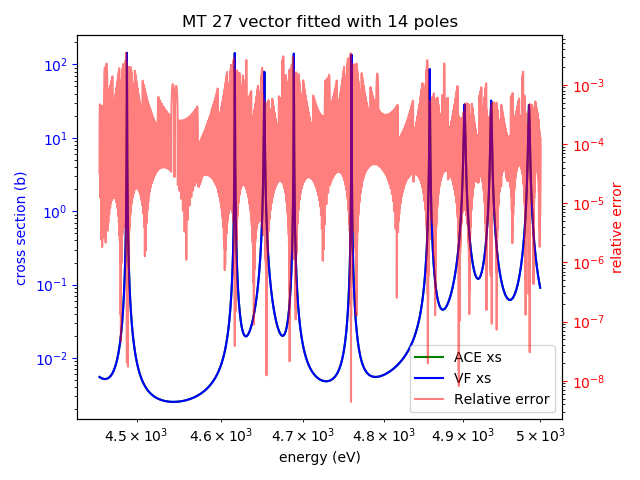 MT 27 vector fitted with 14 poles
cross section (b)
10²
10¹
10⁰
10⁻¹
10⁻²
10⁻³
10⁻⁴
10⁻⁵
10⁻⁶
10⁻⁷
10⁻⁸
relative error
ACE xs
VF xs
Relative error
4.5 × 10³ 4.6 × 10³ 4.7 × 10³ 4.8 × 10³ 4.9 × 10³ 5 × 10³
energy (eV)